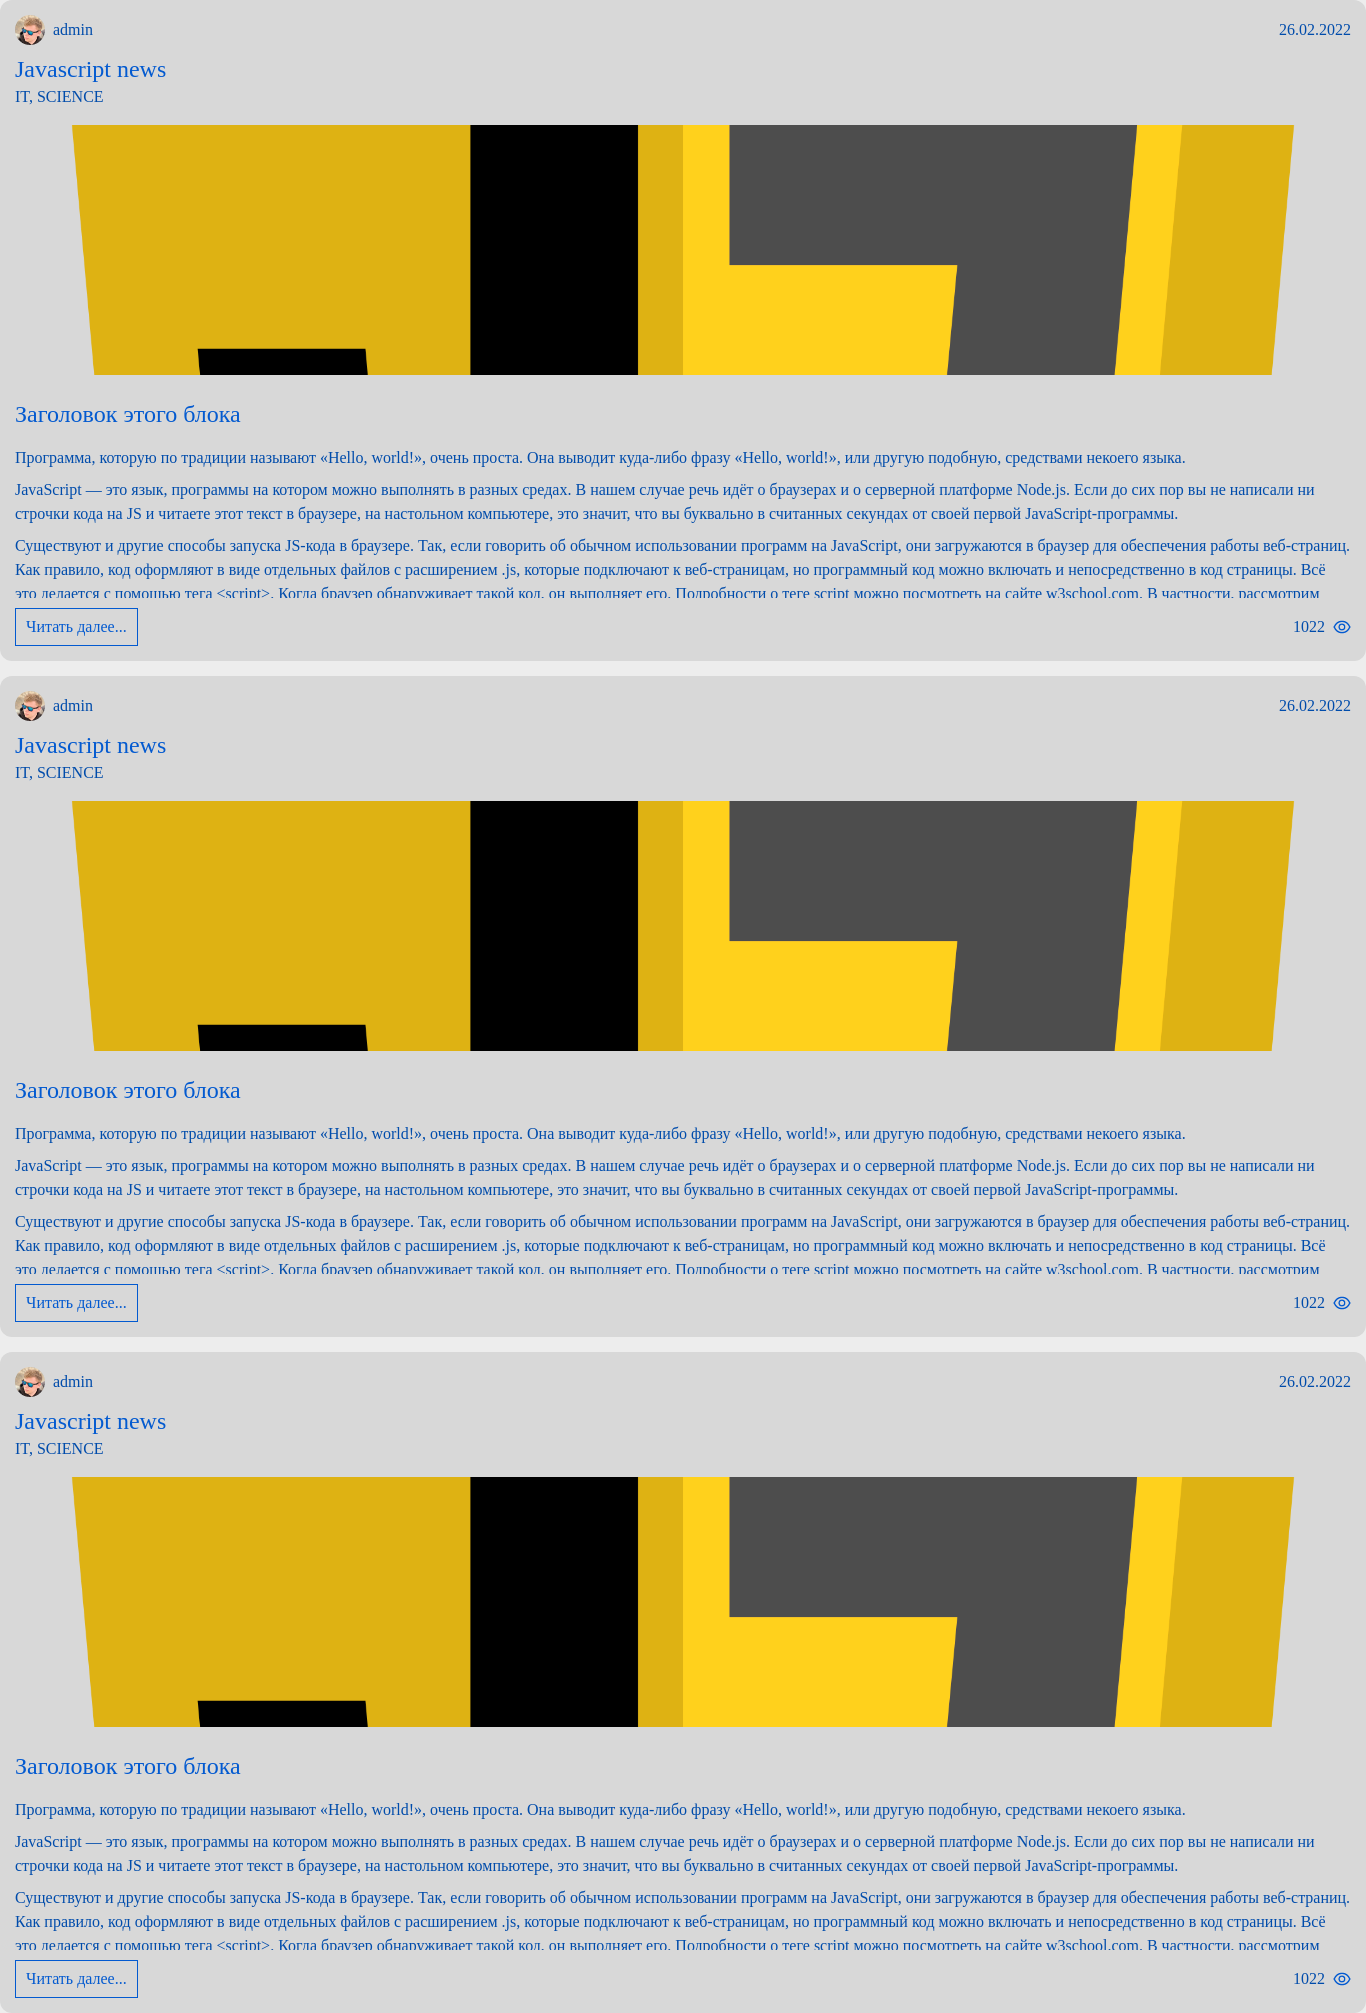 admin
26.02.2022
Javascript news
IT, SCIENCE
Заголовок этого блока
Программа, которую по традиции называют «Hello, world!», очень проста. Она выводит куда-либо фразу «Hello, world!», или другую подобную, средствами некоего языка.
JavaScript — это язык, программы на котором можно выполнять в разных средах. В нашем случае речь идёт о браузерах и о серверной платформе Node.js. Если до сих пор вы не написали ни
строчки кода на JS и читаете этот текст в браузере, на настольном компьютере, это значит, что вы буквально в считанных секундах от своей первой JavaScript-программы.
Существуют и другие способы запуска JS-кода в браузере. Так, если говорить об обычном использовании программ на JavaScript, они загружаются в браузер для обеспечения работы веб-страниц.
Как правило, код оформляют в виде отдельных файлов с расширением .js, которые подключают к веб-страницам, но программный код можно включать и непосредственно в код страницы. Всё
это делается с помощью тега <script>. Когда браузер обнаруживает такой код, он выполняет его. Подробности о теге script можно посмотреть на сайте w3school.com. В частности, рассмотрим
Читать далее...
1022
admin
26.02.2022
Javascript news
IT, SCIENCE
Заголовок этого блока
Программа, которую по традиции называют «Hello, world!», очень проста. Она выводит куда-либо фразу «Hello, world!», или другую подобную, средствами некоего языка.
JavaScript — это язык, программы на котором можно выполнять в разных средах. В нашем случае речь идёт о браузерах и о серверной платформе Node.js. Если до сих пор вы не написали ни
строчки кода на JS и читаете этот текст в браузере, на настольном компьютере, это значит, что вы буквально в считанных секундах от своей первой JavaScript-программы.
Существуют и другие способы запуска JS-кода в браузере. Так, если говорить об обычном использовании программ на JavaScript, они загружаются в браузер для обеспечения работы веб-страниц.
Как правило, код оформляют в виде отдельных файлов с расширением .js, которые подключают к веб-страницам, но программный код можно включать и непосредственно в код страницы. Всё
это делается с помощью тега <script>. Когда браузер обнаруживает такой код, он выполняет его. Подробности о теге script можно посмотреть на сайте w3school.com. В частности, рассмотрим
Читать далее...
1022
admin
26.02.2022
Javascript news
IT, SCIENCE
Заголовок этого блока
Программа, которую по традиции называют «Hello, world!», очень проста. Она выводит куда-либо фразу «Hello, world!», или другую подобную, средствами некоего языка.
JavaScript — это язык, программы на котором можно выполнять в разных средах. В нашем случае речь идёт о браузерах и о серверной платформе Node.js. Если до сих пор вы не написали ни
строчки кода на JS и читаете этот текст в браузере, на настольном компьютере, это значит, что вы буквально в считанных секундах от своей первой JavaScript-программы.
Существуют и другие способы запуска JS-кода в браузере. Так, если говорить об обычном использовании программ на JavaScript, они загружаются в браузер для обеспечения работы веб-страниц.
Как правило, код оформляют в виде отдельных файлов с расширением .js, которые подключают к веб-страницам, но программный код можно включать и непосредственно в код страницы. Всё
это делается с помощью тега <script>. Когда браузер обнаруживает такой код, он выполняет его. Подробности о теге script можно посмотреть на сайте w3school.com. В частности, рассмотрим
Читать далее...
1022